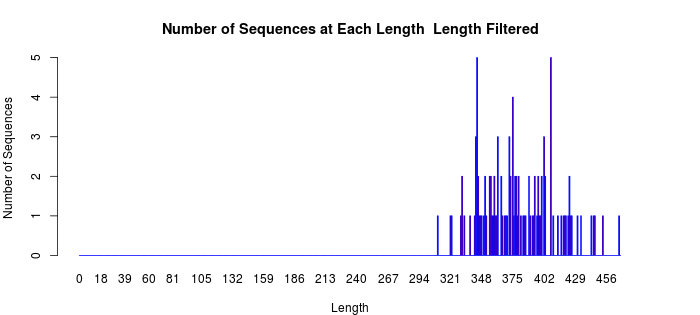 Number of Sequences at Each Length  Length Filtered
Number of Sequences
5
4
3
2
1
0
0 18 39 60 81 105 132 159 186 213 240 267 294 321 348 375 402 429 456
Length